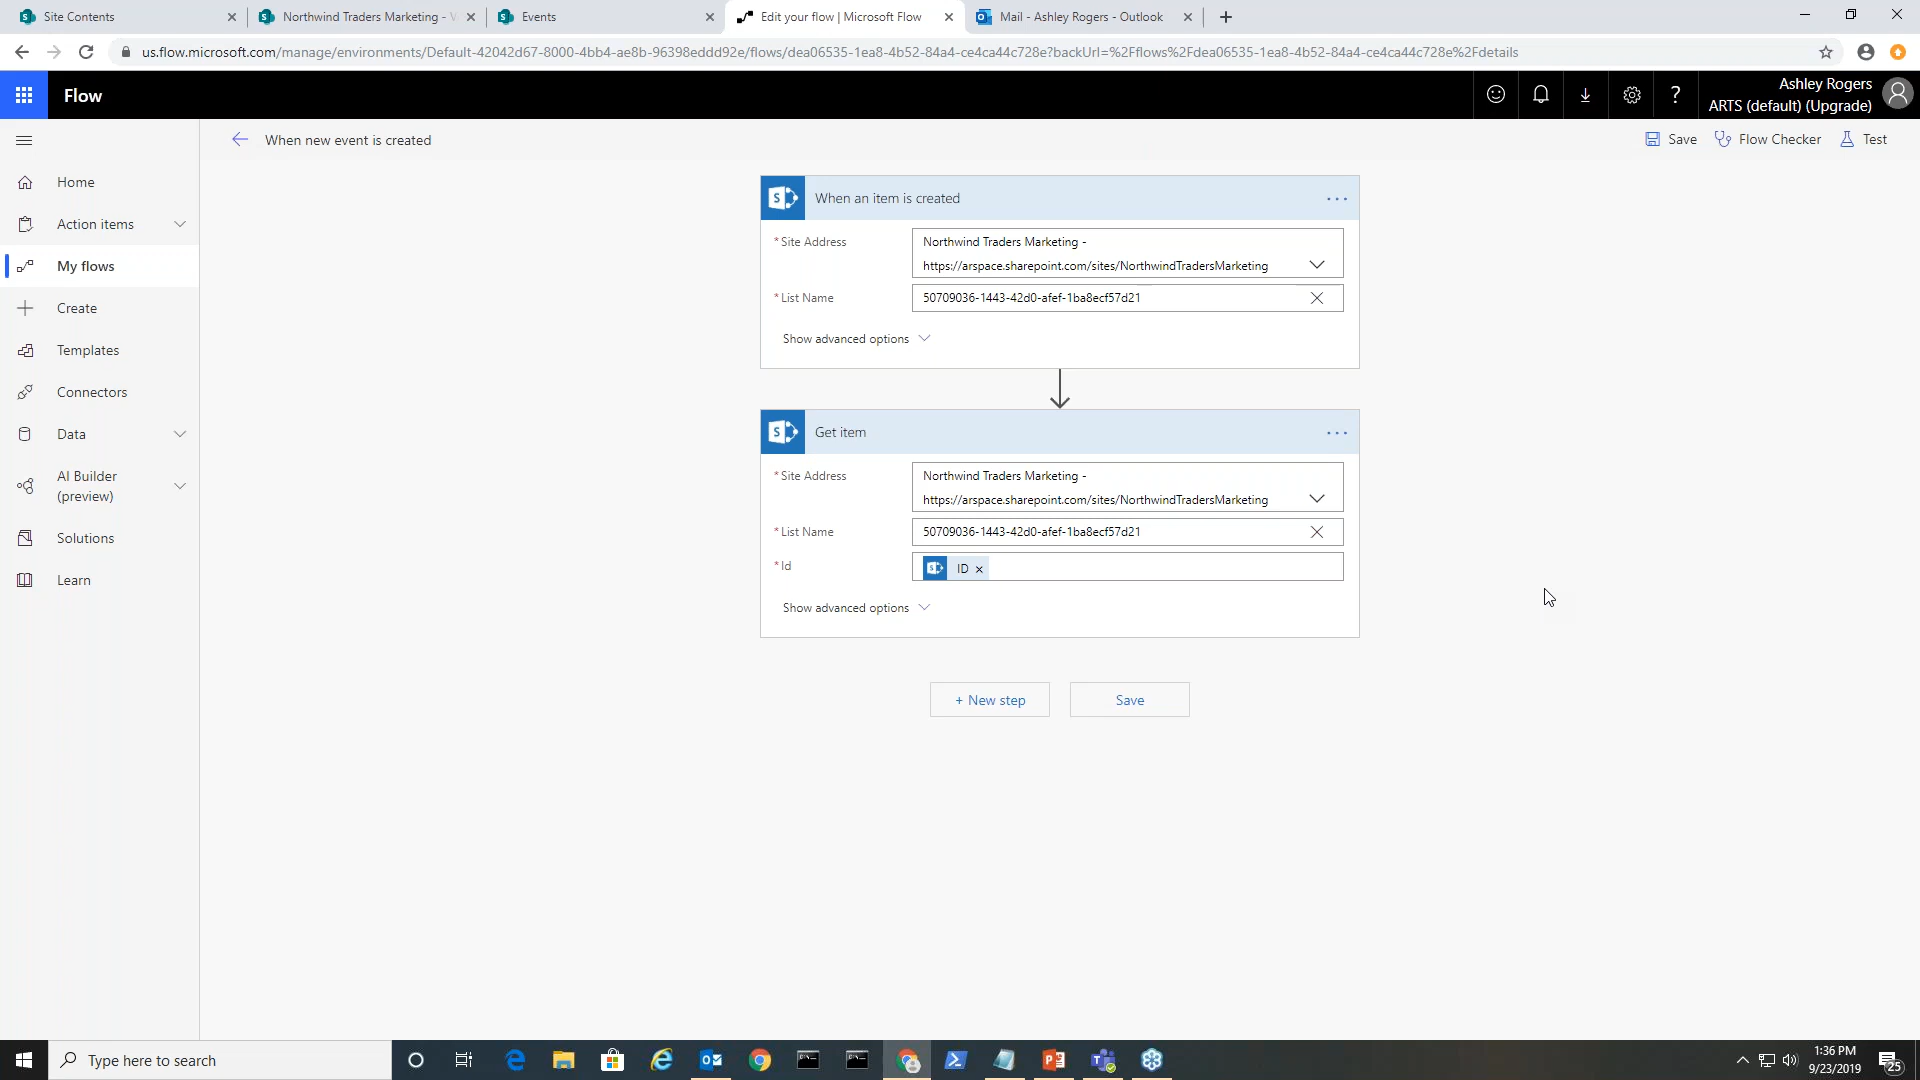 Site Contents
Northwind Traders Marketing -
Events
Edit your flow | Microsoft Flow
Mail - Ashley Rogers - Outlook
us.flow.microsoft.com/manage/environments/Default-42042d67-8000-4bb4-ae8b-96398eddd92e/flows/dea06535-1ea8-4b52-84a4-ce4ca44c728e?backUrl=%2Fflows%2Fdea06535-1ea8-4b52-84a4-ce4ca44c728e%2Fdetails
Flow
Ashley Rogers
ARTS (default) (Upgrade)
When new event is created
Save
Flow Checker
Test
Home
Action items
My flows
Create
Templates
Connectors
Data
AI Builder
(preview)
Solutions
Learn
S
When an item is created
* Site Address
Northwind Traders Marketing -
https://arspace.sharepoint.com/sites/NorthwindTradersMarketing
* List Name
50709036-1443-42d0-afef-1ba8ecf57d21
Show advanced options
S
Get item
* Site Address
Northwind Traders Marketing -
https://arspace.sharepoint.com/sites/NorthwindTradersMarketing
* List Name
50709036-1443-42d0-afef-1ba8ecf57d21
* Id
ID
Show advanced options
+ New step
Save
Type here to search
1:36 PM
9/23/2019
25